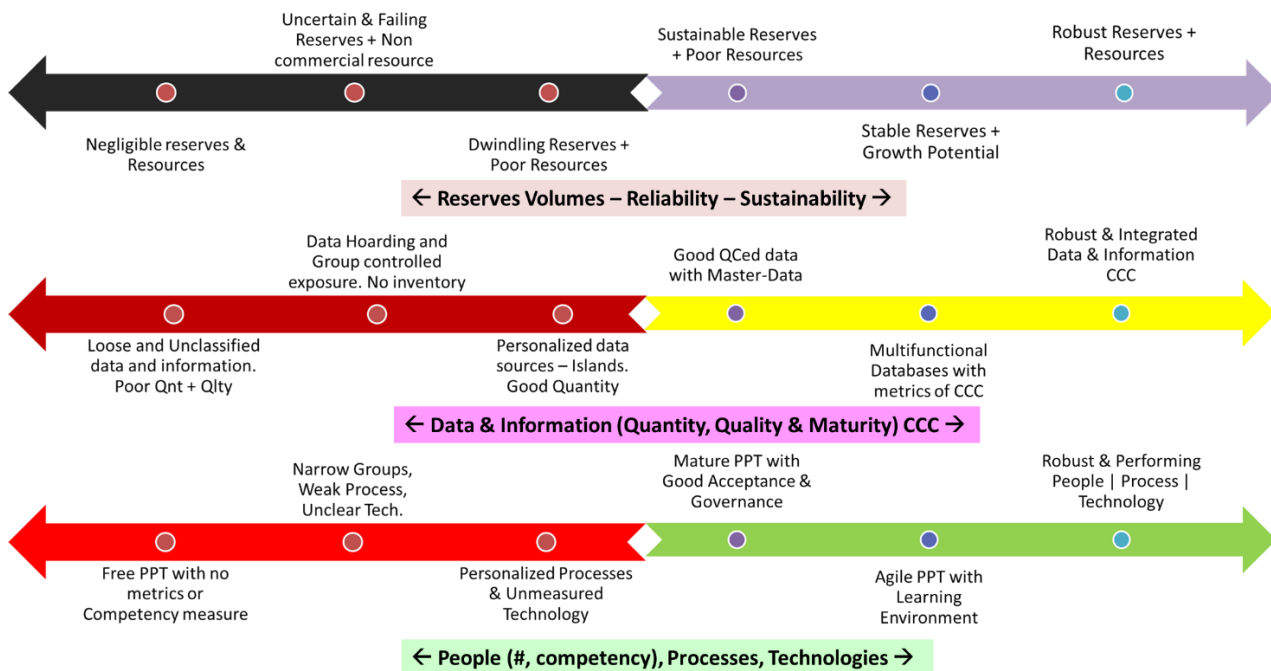 Uncertain & Failing
Reserves + Non
commercial resource
Sustainable Reserves
+ Poor Resources
Robust Reserves +
Resources
Negligible reserves &
Resources
Dwindling Reserves +
Poor Resources
Stable Reserves +
Growth Potential
← Reserves Volumes – Reliability – Sustainability →
Data Hoarding and
Group controlled
exposure. No inventory
Good QCed data
with Master-Data
Robust & Integrated
Data & Information
CCC
Loose and Unclassified
data and information.
Poor Qnt + Qlty
Personalized data
sources – Islands.
Good Quantity
Multifunctional
Databases with
metrics of CCC
← Data & Information (Quantity, Quality & Maturity) CCC →
Narrow Groups,
Weak Process,
Unclear Tech.
Mature PPT with
Good Acceptance &
Governance
Robust & Performing
People | Process |
Technology
Free PPT with no
metrics or
Competency measure
Personalized Processes
& Unmeasured
Technology
Agile PPT with
Learning
Environment
← People (#, competency), Processes, Technologies →